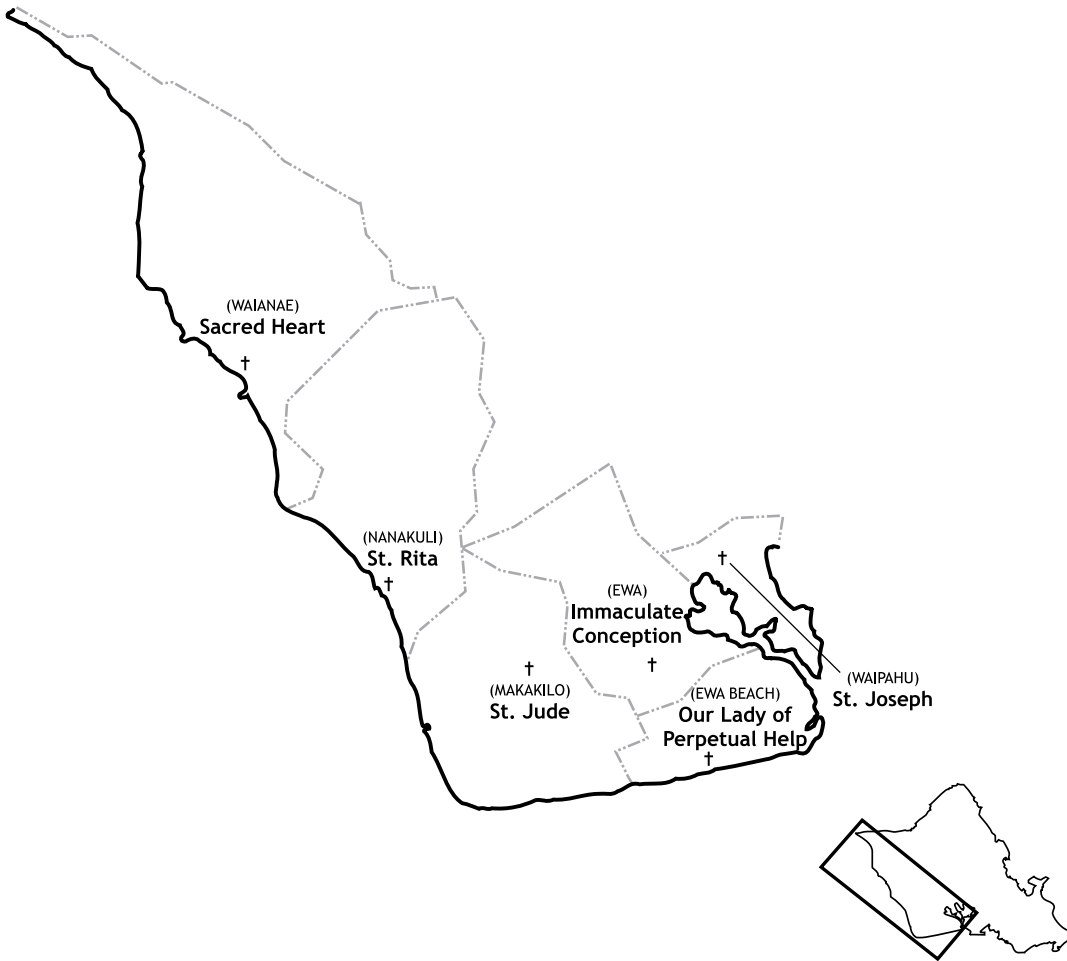 (WAIANAE)
Sacred Heart
(NANAKULI)
St. Rita
(EWA)
Immaculate
Conception
(MAKAKILO)
St. Jude
(EWA BEACH)
Our Lady of
Perpetual Help
(WAIPAHU)
St. Joseph